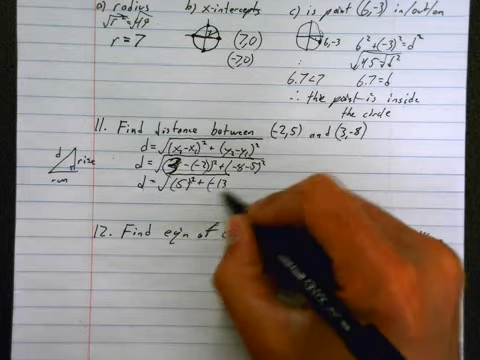 a) radius b) x-intercepts c) is point (6,-3) in/out/on
√r² = √49
r = 7 (7,0) 6,-3 6²+(-3)²=d²
(-7,0) √45=√d²
6.7<7 6.7=d
∴ this point is inside
the circle
11. Find distance between (-2,5) and (3,-8)
d=√(x₂-x₁)²+(y₂-y₁)²
d rise d=√(3-(-2))²+(-8-5)²
run d=√(5)²+(-13
12. Find eq'n of